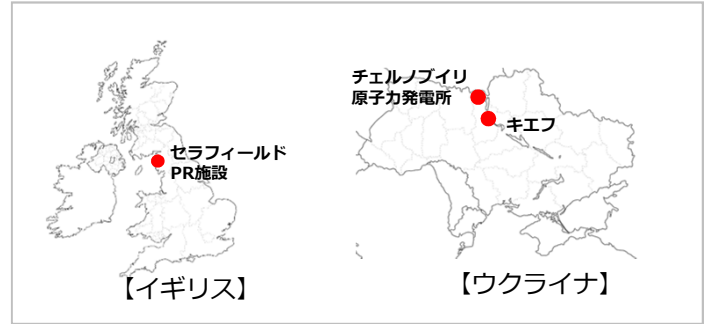 セラフィールド
PR施設
【イギリス】
チェルノブイリ
原子力発電所
キエフ
【ウクライナ】